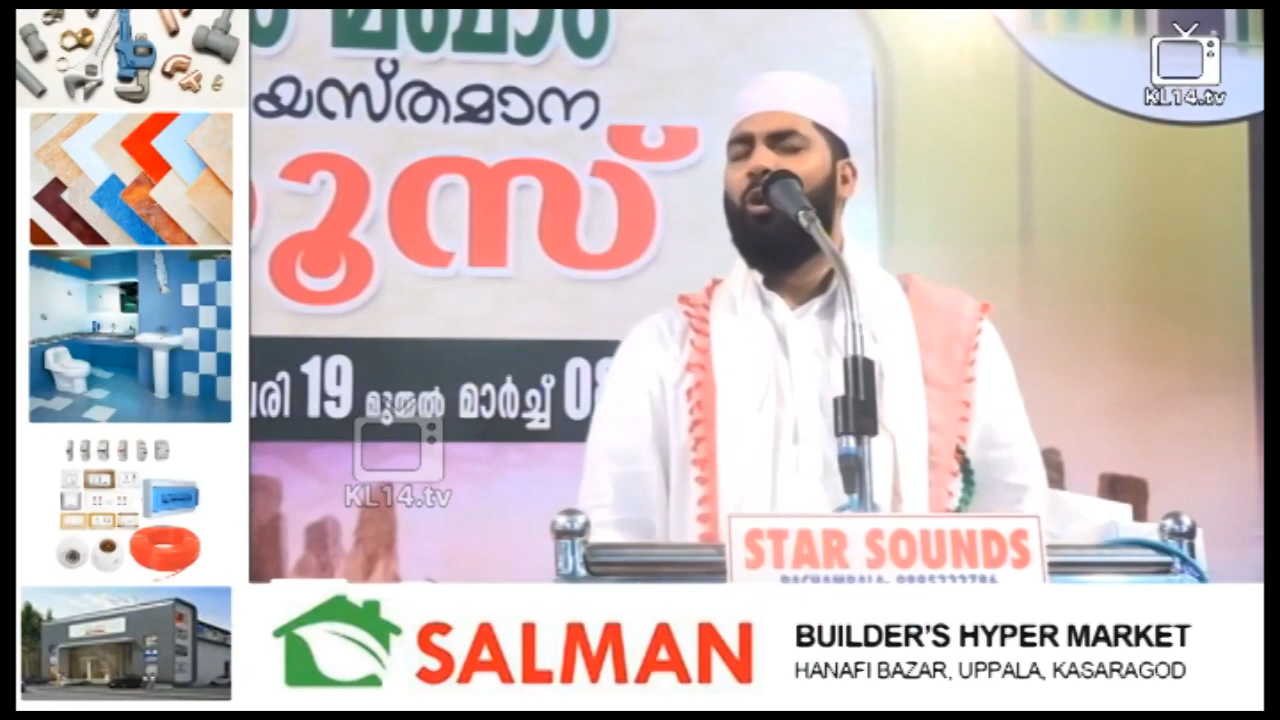 മഖാം
യസ്തമാന
റൂസ്
19 മുതൽ മാർച്ച്
KL14.tv
KL14.tv
STAR SOUNDS
SALMAN
BUILDER'S HYPER MARKET
HANAFI BAZAR, UPPALA, KASARAGOD